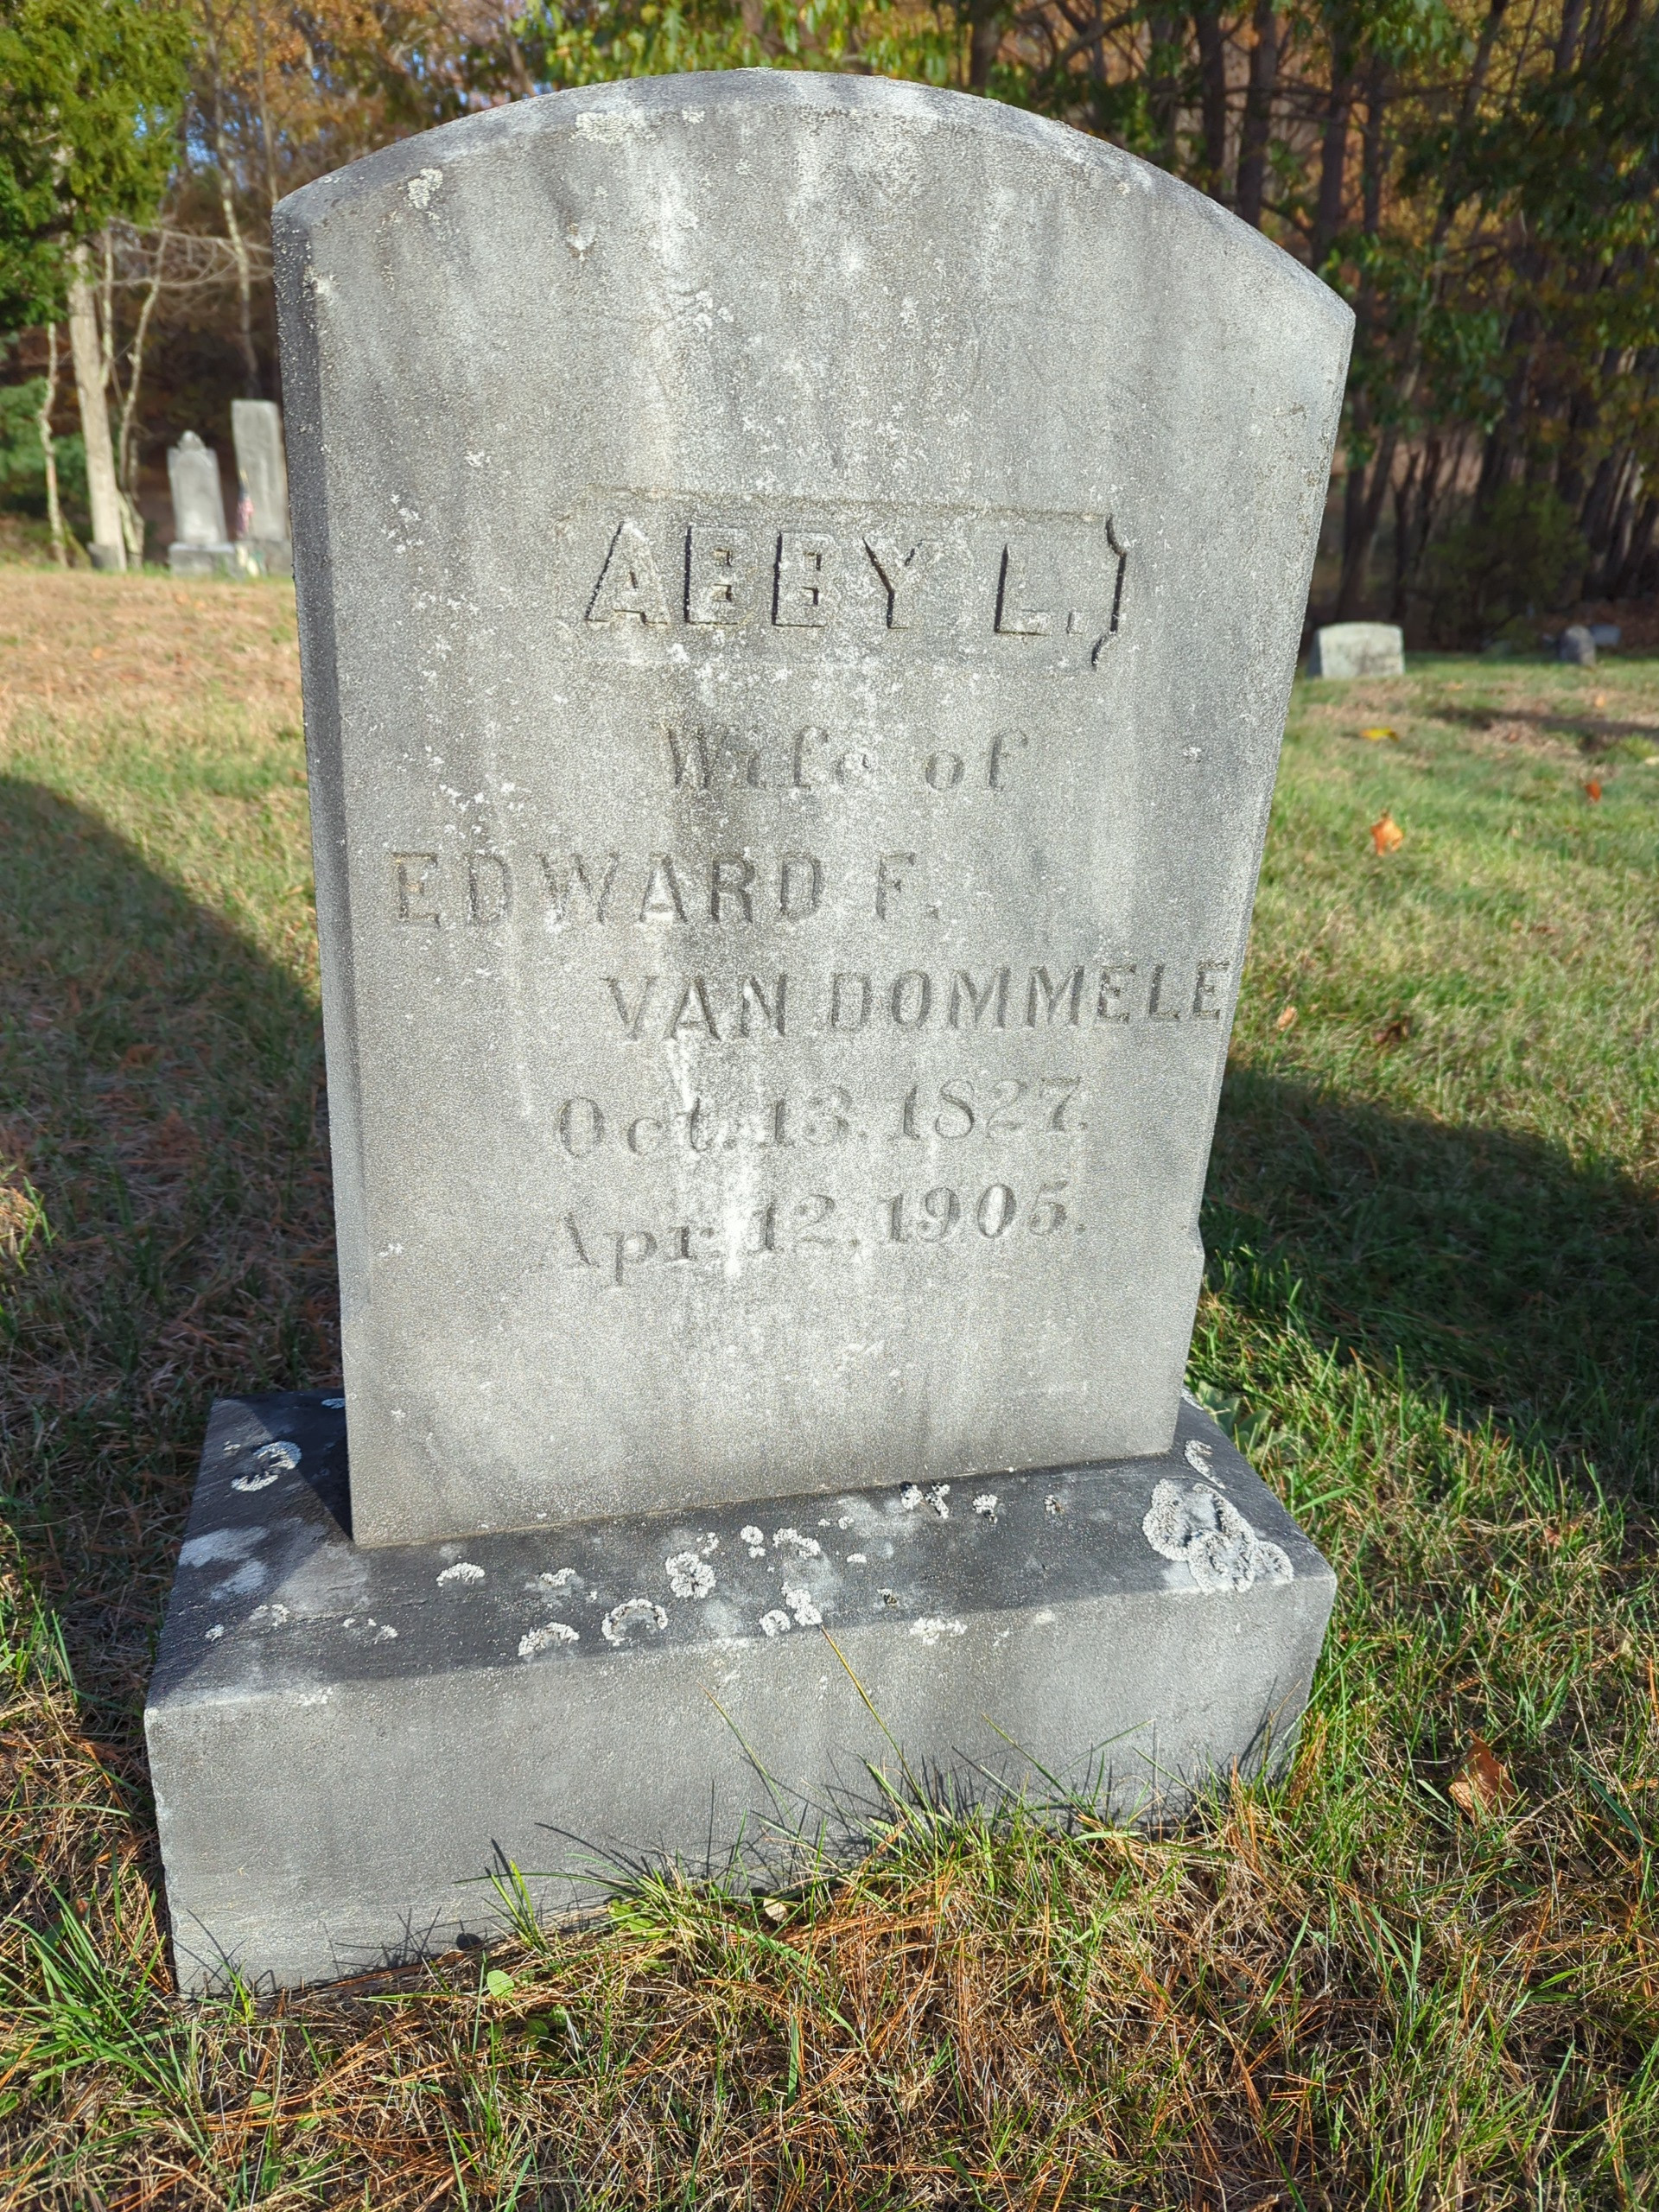 ABBY L.
Wife of
EDWARD F.
VAN DOMMELE
Oct. 13, 1827.
Apr. 12, 1905.